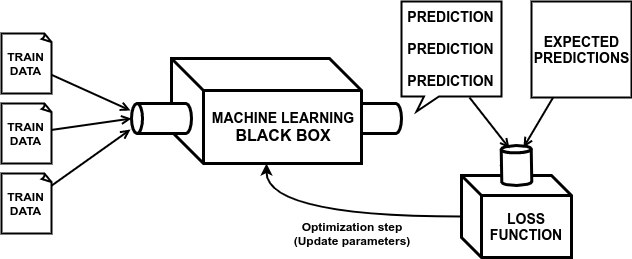 TRAIN
DATA
TRAIN
DATA
TRAIN
DATA
MACHINE LEARNING
BLACK BOX
PREDICTION
PREDICTION
PREDICTION
EXPECTED
PREDICTIONS
LOSS
FUNCTION
Optimization step
(Update parameters)